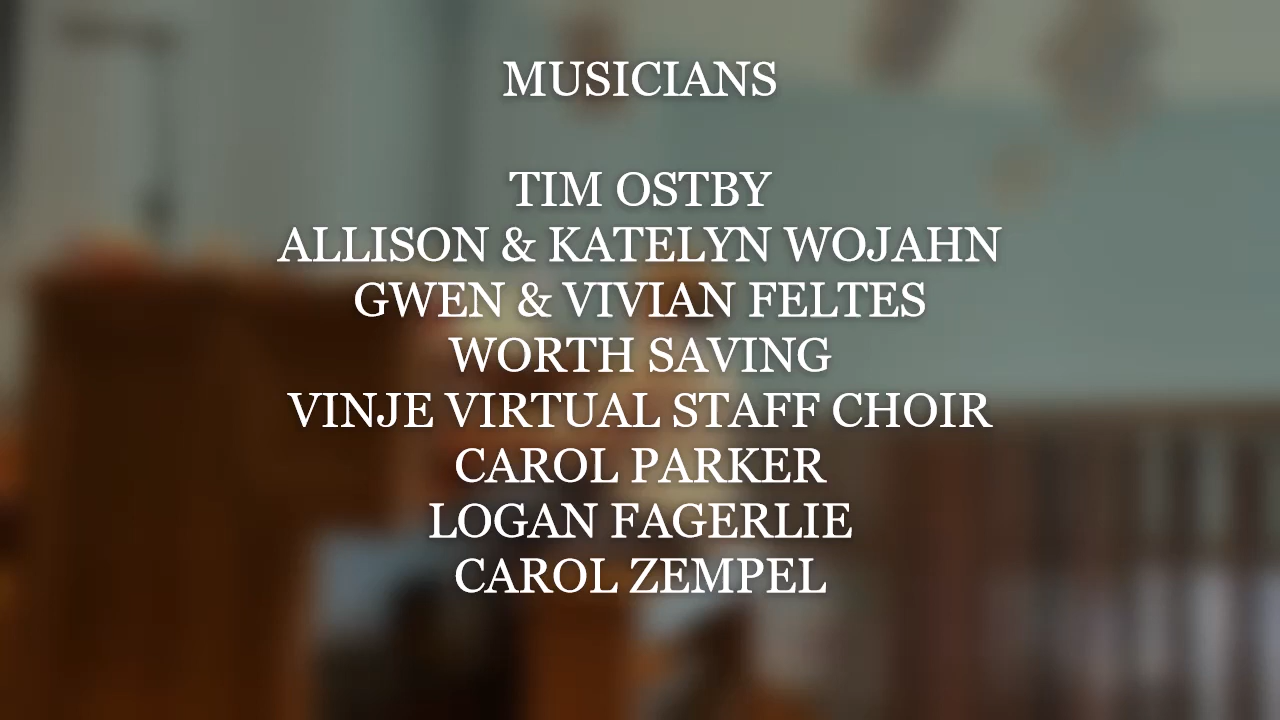 MUSICIANS
TIM OSTBY
ALLISON & KATELYN WOJAHN
GWEN & VIVIAN FELTES
WORTH SAVING
VINJE VIRTUAL STAFF CHOIR
CAROL PARKER
LOGAN FAGERLIE
CAROL ZEMPEL